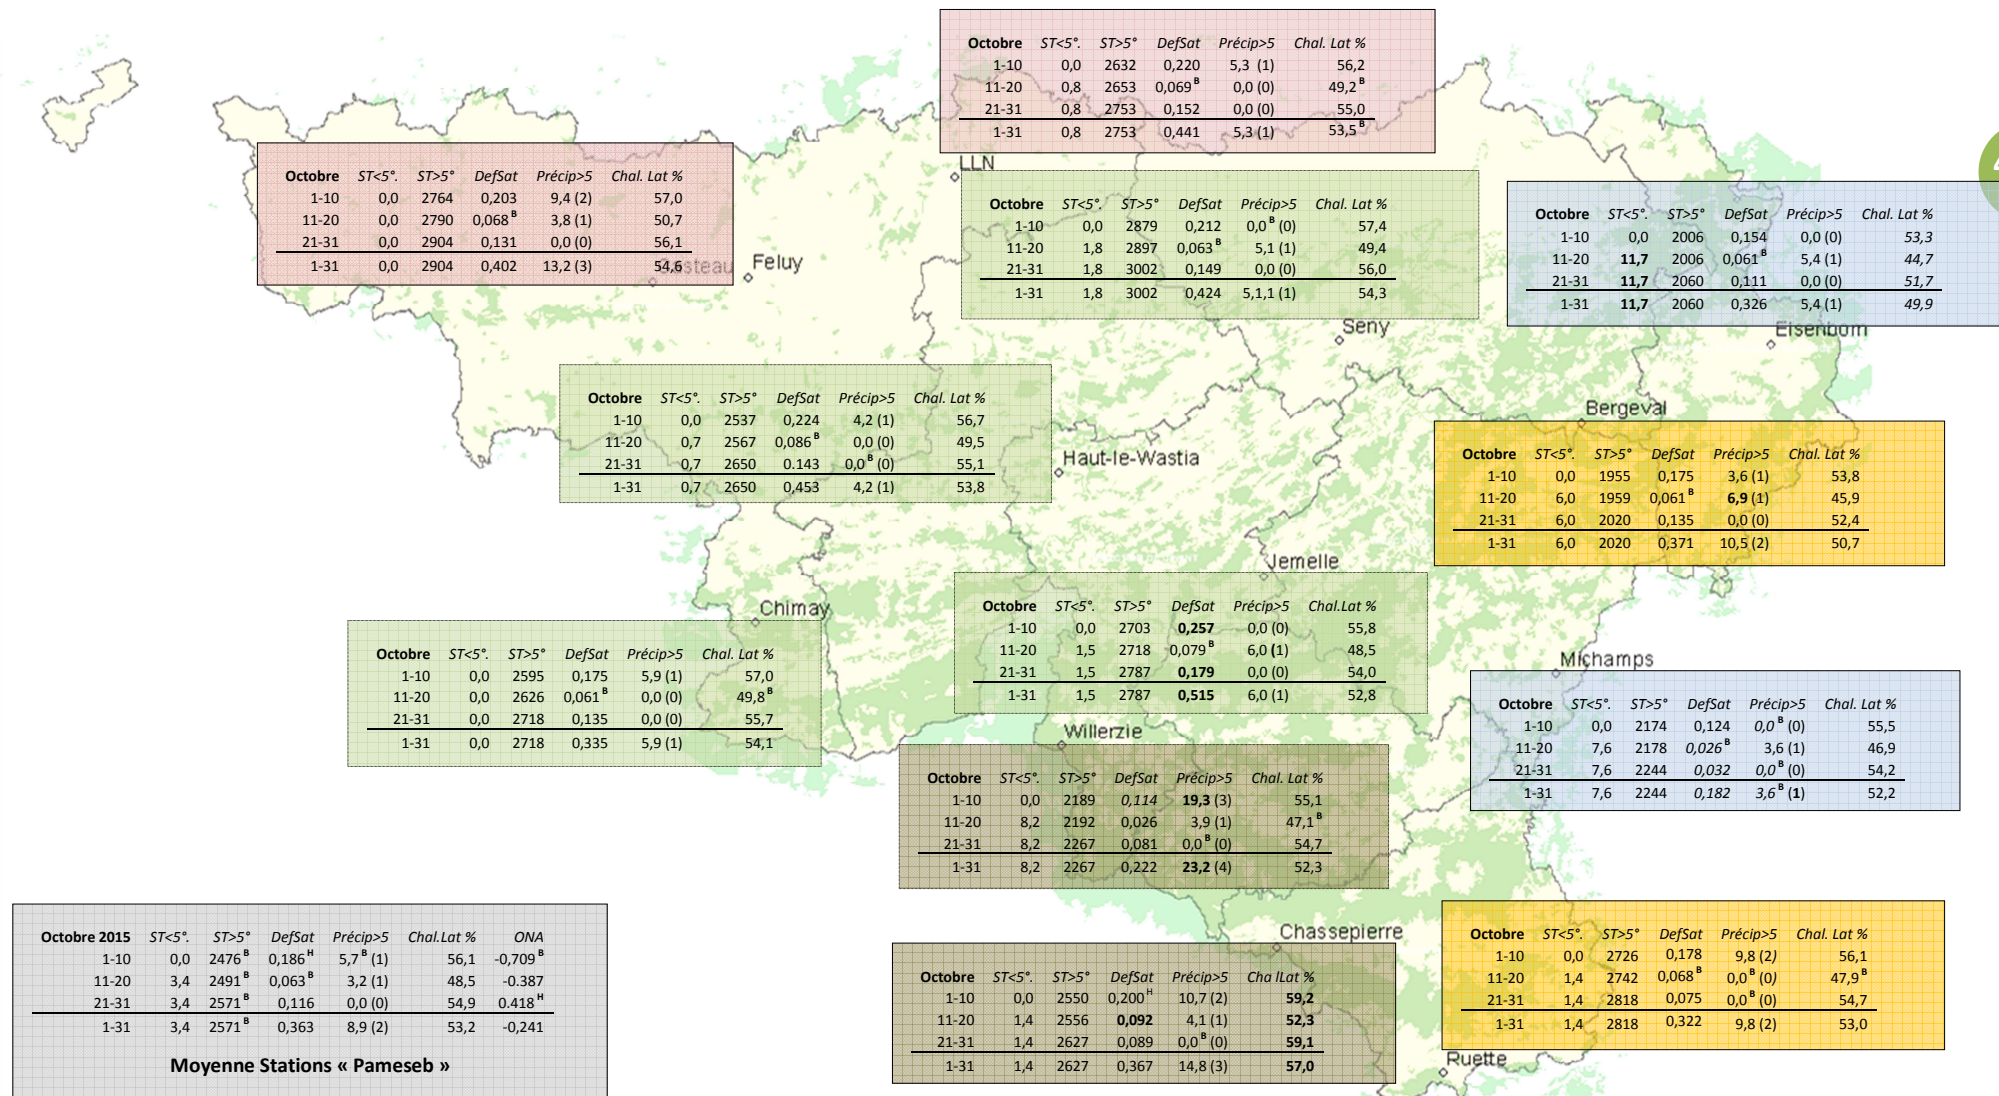 Octobre ST<5°. ST>5° DefSat Précip>5 Chal. Lat %
1-10 0,0 2632 0,220 5,3 (1) 56,2
11-20 0,8 2653 0,069 B 0,0 (0) 49,2 B
21-31 0,8 2753 0,152 0,0 (0) 55,0
1-31 0,8 2753 0,441 5,3 (1) 53,5 B
4
LLN
Octobre ST<5°. ST>5° DefSat Précip>5 Chal. Lat %
1-10 0,0 2764 0,203 9,4 (2) 57,0
11-20 0,0 2790 0,068 B 3,8 (1) 50,7
21-31 0,0 2904 0,131 0,0 (0) 56,1
1-31 0,0 2904 0,402 13,2 (3) 54,6
Feluy
Octobre ST<5°. ST>5° DefSat Précip>5 Chal. Lat %
1-10 0,0 2879 0,212 0,0 B (0) 57,4
11-20 1,8 2897 0,063 B 5,1 (1) 49,4
21-31 1,8 3002 0,149 0,0 (0) 56,0
1-31 1,8 3002 0,424 5,1,1 (1) 54,3
Seny
Octobre ST<5°. ST>5° DefSat Précip>5 Chal. Lat %
1-10 0,0 2006 0,154 0,0 (0) 53,3
11-20 11,7 2006 0,061 B 5,4 (1) 44,7
21-31 11,7 2060 0,111 0,0 (0) 51,7
1-31 11,7 2060 0,326 5,4 (1) 49,9
Elsenborn
Octobre ST<5°. ST>5° DefSat Précip>5 Chal. Lat %
1-10 0,0 2537 0,224 4,2 (1) 56,7
11-20 0,7 2567 0,086 B 0,0 (0) 49,5
21-31 0,7 2650 0.143 0,0 B (0) 55,1
1-31 0,7 2650 0,453 4,2 (1) 53,8
Haut-le-Wastia
Bergeval
Octobre ST<5°. ST>5° DefSat Précip>5 Chal. Lat %
1-10 0,0 1955 0,175 3,6 (1) 53,8
11-20 6,0 1959 0,061 B 6,9 (1) 45,9
21-31 6,0 2020 0,135 0,0 (0) 52,4
1-31 6,0 2020 0,371 10,5 (2) 50,7
Jemelle
Octobre ST<5°. ST>5° DefSat Précip>5 Chal.Lat %
1-10 0,0 2703 0,257 0,0 (0) 55,8
11-20 1,5 2718 0,079 B 6,0 (1) 48,5
21-31 1,5 2787 0,179 0,0 (0) 54,0
1-31 1,5 2787 0,515 6,0 (1) 52,8
Chimay
Octobre ST<5°. ST>5° DefSat Précip>5 Chal. Lat %
1-10 0,0 2595 0,175 5,9 (1) 57,0
11-20 0,0 2626 0,061 B 0,0 (0) 49,8 B
21-31 0,0 2718 0,135 0,0 (0) 55,7
1-31 0,0 2718 0,335 5,9 (1) 54,1
Michamps
Octobre ST<5°. ST>5° DefSat Précip>5 Chal. Lat %
1-10 0,0 2174 0,124 0,0 B (0) 55,5
11-20 7,6 2178 0,026 B 3,6 (1) 46,9
21-31 7,6 2244 0,032 0,0 B (0) 54,2
1-31 7,6 2244 0,182 3,6 B (1) 52,2
Willerzie
Octobre ST<5°. ST>5° DefSat Précip>5 Chal. Lat %
1-10 0,0 2189 0,114 19,3 (3) 55,1
11-20 8,2 2192 0,026 3,9 (1) 47,1 B
21-31 8,2 2267 0,081 0,0 B (0) 54,7
1-31 8,2 2267 0,222 23,2 (4) 52,3
Octobre 2015 ST<5°. ST>5° DefSat Précip>5 Chal.Lat % ONA
1-10 0,0 2476 B 0,186 H 5,7 B (1) 56,1 -0,709 B
11-20 3,4 2491 B 0,063 B 3,2 (1) 48,5 -0.387
21-31 3,4 2571 B 0,116 0,0 (0) 54,9 0.418 H
1-31 3,4 2571 B 0,363 8,9 (2) 53,2 -0,241
Moyenne Stations « Pameseb »
Chassepierre
Octobre ST<5°. ST>5° DefSat Précip>5 Cha lLat %
1-10 0,0 2550 0,200 H 10,7 (2) 59,2
11-20 1,4 2556 0,092 4,1 (1) 52,3
21-31 1,4 2627 0,089 0,0 B (0) 59,1
1-31 1,4 2627 0,367 14,8 (3) 57,0
Octobre ST<5°. ST>5° DefSat Précip>5 Chal. Lat %
1-10 0,0 2726 0,178 9,8 (2) 56,1
11-20 1,4 2742 0,068 B 0,0 B (0) 47,9 B
21-31 1,4 2818 0,075 0,0 B (0) 54,7
1-31 1,4 2818 0,322 9,8 (2) 53,0
Ruette